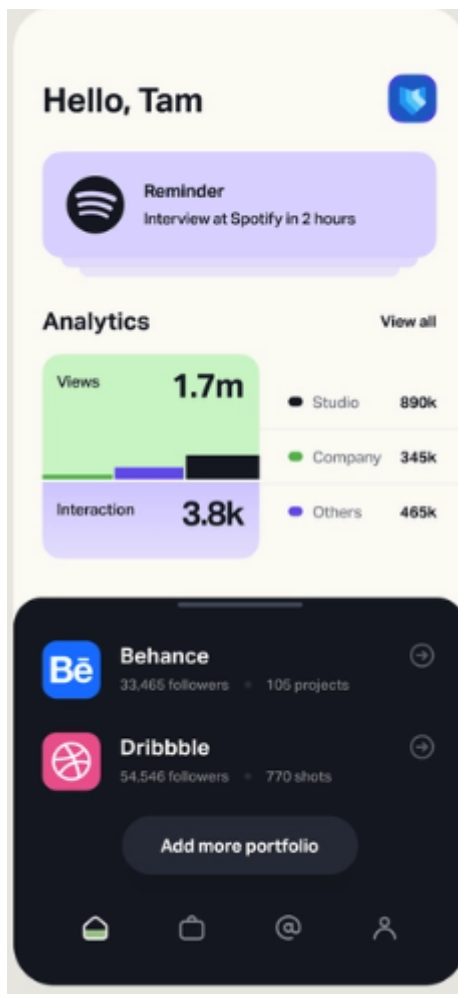 Hello, Tam
Reminder
Interview at Spotify in 2 hours
Analytics
View all
Views
1.7m
Studio 890k
Company 345k
Interaction
3.8k
Others 465k
Bē
Behance
33,465 followers
105 projects
Dribbble
54,546 followers
770 shots
Add more portfolio
@